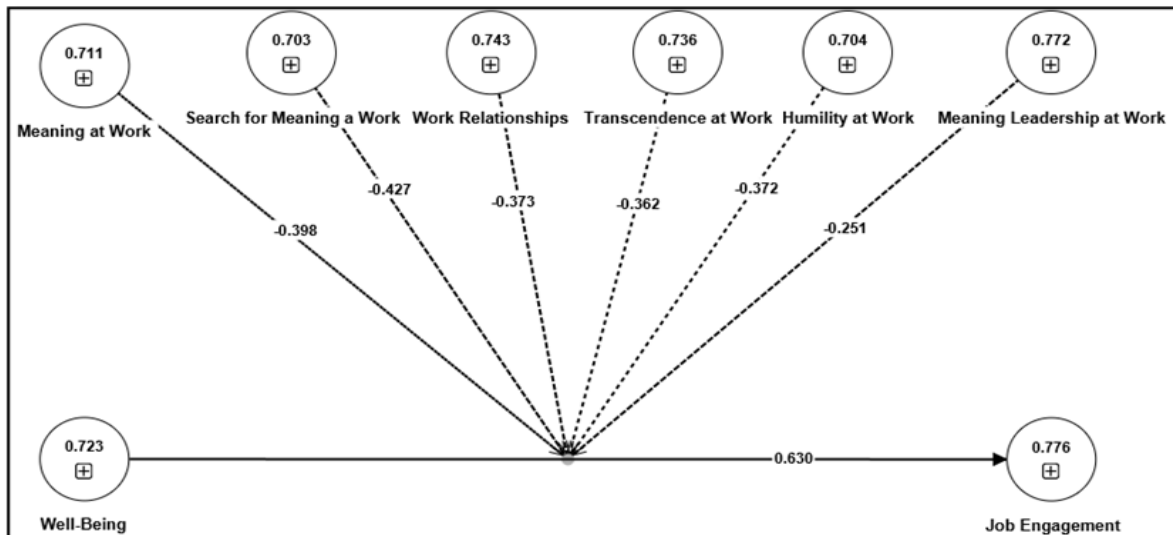 0.711
0.703
0.743
0.736
0.704
0.772
Meaning at Work
Search for Meaning a Work
Work Relationships
Transcendence at Work
Humility at Work
Meaning Leadership at Work
-0.398
-0.427
-0.373
-0.362
-0.372
-0.251
0.723
0.630
0.776
Well-Being
Job Engagement